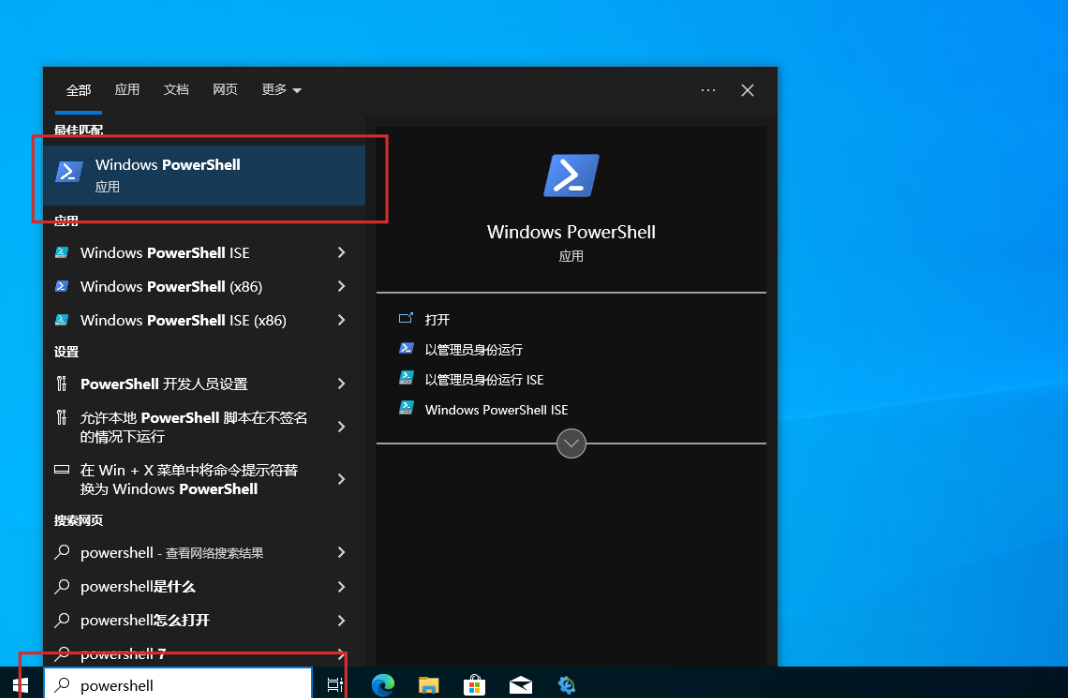 全部 应用 文档 网页 更多
最佳匹配
Windows PowerShell
应用
应用
Windows PowerShell ISE
Windows PowerShell (x86)
Windows PowerShell ISE (x86)
设置
PowerShell 开发人员设置
允许本地 PowerShell 脚本在不签名
的情况下运行
在 Win + X 菜单中将命令提示符替
换为 Windows PowerShell
搜索网页
powershell - 查看网络搜索结果
powershell是什么
powershell怎么打开
powershell 7
powershell
Windows PowerShell
应用
打开
以管理员身份运行
以管理员身份运行 ISE
Windows PowerShell ISE